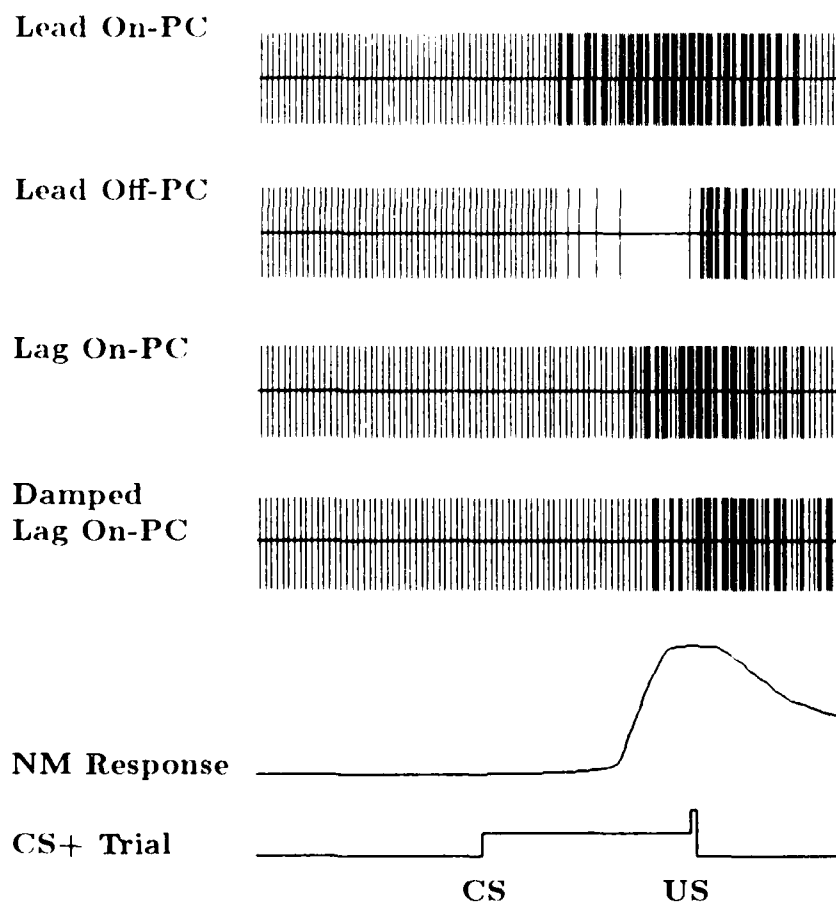 Lead On-PC
Lead Off-PC
Lag On-PC
Damped
Lag On-PC
NM Response
CS+ Trial
CS US